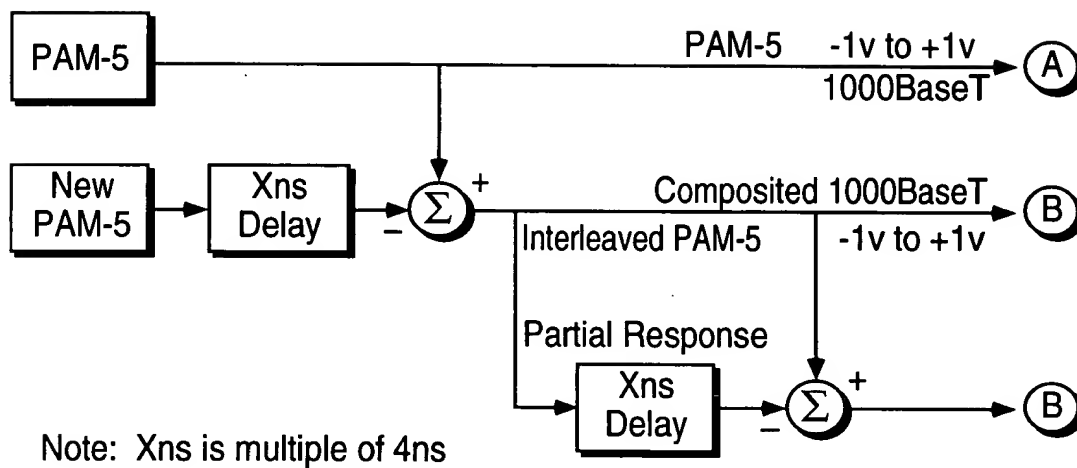 PAM-5
PAM-5 -1v to +1v
1000BaseT
A
New
PAM-5
Xns
Delay
−
Σ
+
Composited 1000BaseT
Interleaved PAM-5
-1v to +1v
B
Partial Response
Xns
Delay
−
Σ
+
B
Note: Xns is multiple of 4ns